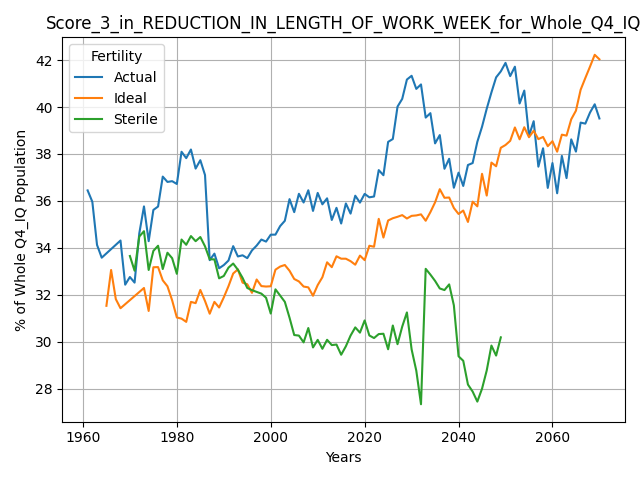 Score_3_in_REDUCTION_IN_LENGTH_OF_WORK_WEEK_for_Whole_Q4_IQ
Fertility
Actual
Ideal
Sterile
% of Whole Q4_IQ Population
42
40
38
36
34
32
30
28
1960
1980
2000
2020
2040
2060
Years